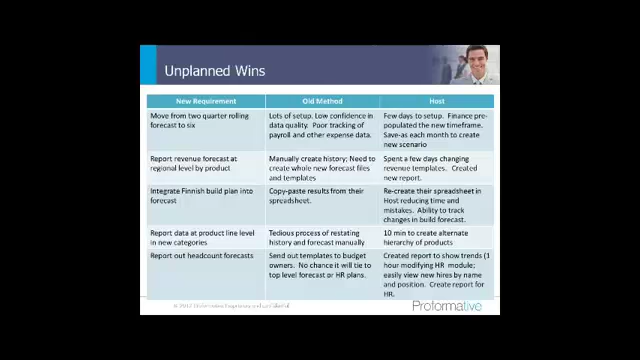 Unplanned Wins
New Requirement Old Method Host
Move from two quarter rolling
forecast to six
Lots of setup. Low confidence in
data quality. Poor tracking of
payroll and other expense data.
Few days to setup. Finance pre-
populated the new timeframe.
Save-as each month to create
new scenario
Report revenue forecast at
regional level by product
Manually create history; Need to
create whole new forecast files
and templates
Spent a few days changing
revenue templates. Created
new report.
Integrate Finnish build plan into
forecast
Copy-paste results from their
spreadsheet.
Re-create their spreadsheet in
Host reducing time and
mistakes. Ability to track
changes in build forecast.
Report data at product line level
in new categories
Tedious process of restating
history and forecast manually
10 min to create alternate
hierarchy of products
Report out headcount forecasts
Send out templates to budget
owners. No chance it will tie to
top level forecast or HR plans.
Created report to show trends (1
hour modifying HR module;
easily view new hires by name
and position. Create report for
HR.
Proformative